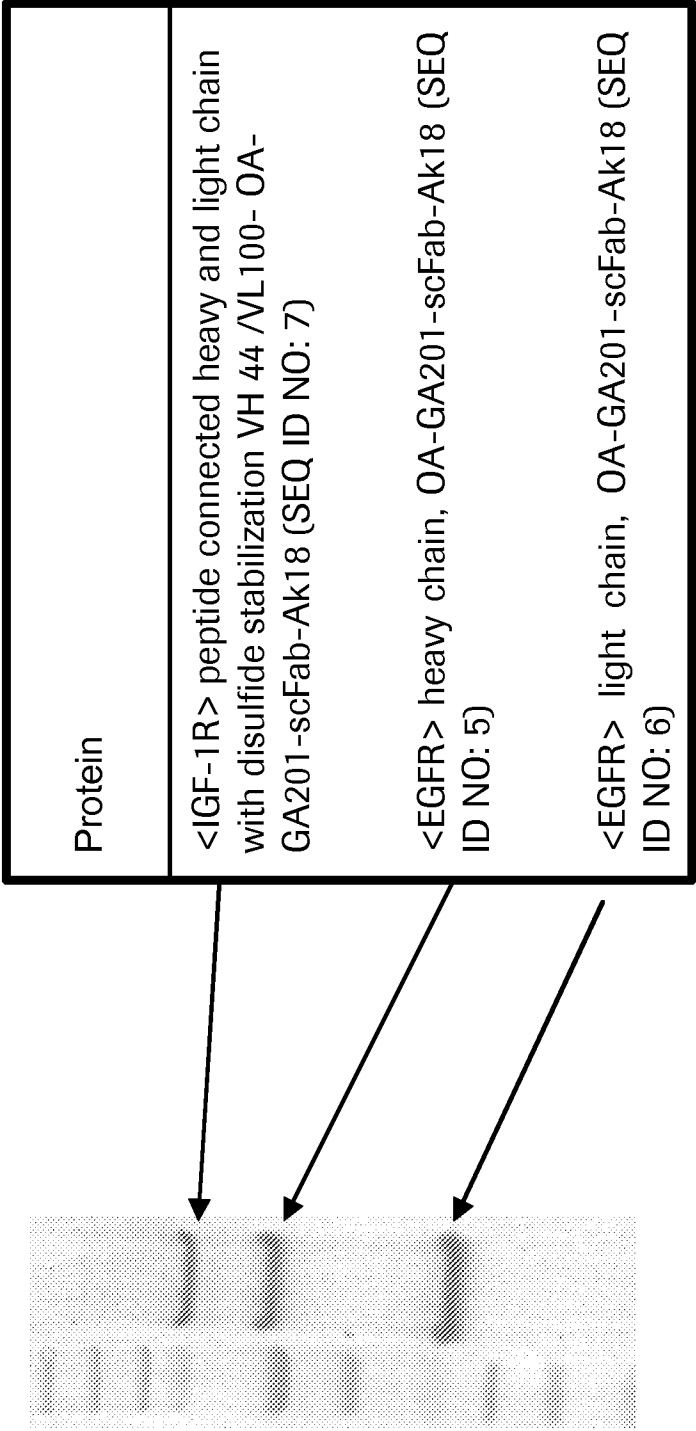 Protein
<IGF-1R> peptide connected heavy and light chain
with disulfide stabilization VH 44 /VL100- OA-
GA201-scFab-Ak18 (SEQ ID NO: 7)
<EGFR> heavy chain, OA-GA201-scFab-Ak18 (SEQ
ID NO: 5)
<EGFR> light chain, OA-GA201-scFab-Ak18 (SEQ
ID NO: 6)